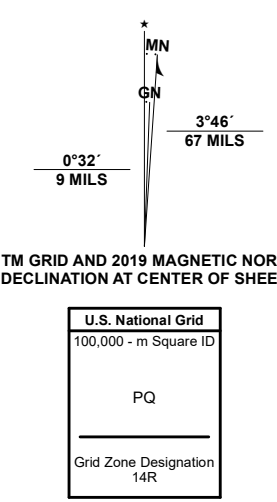 ★
MN
GN
3°46´
67 MILS
0°32´
9 MILS
TM GRID AND 2019 MAGNETIC NOR
DECLINATION AT CENTER OF SHEE
U.S. National Grid
100,000 - m Square ID
PQ
Grid Zone Designation
14R